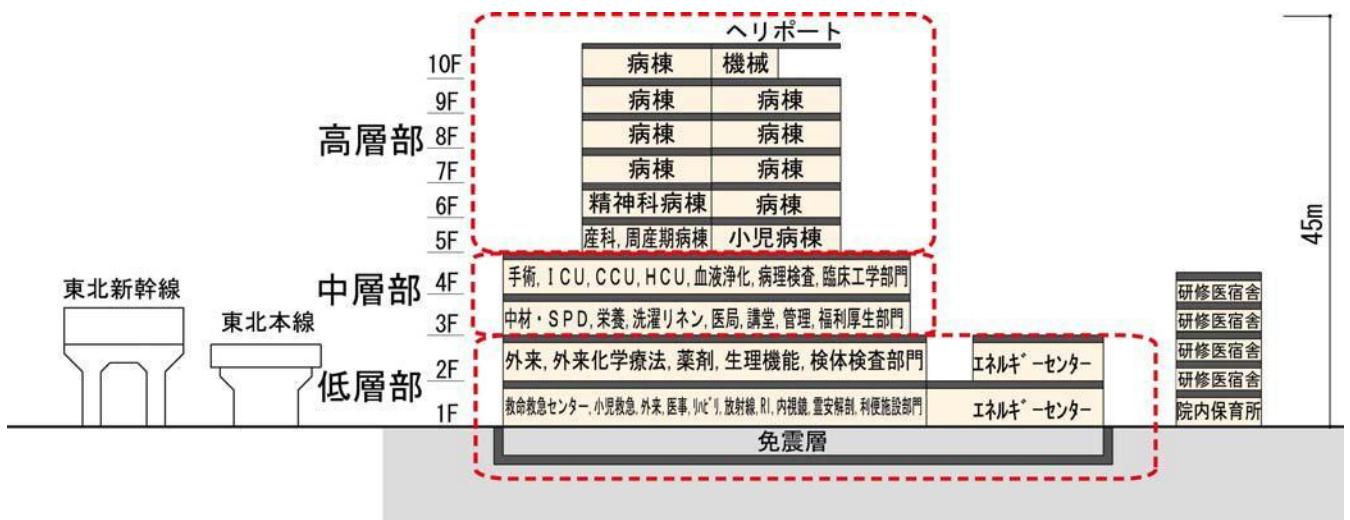 ヘリポート
10F 病棟 機械
9F 病棟 病棟
高層部 8F 病棟 病棟
7F 病棟 病棟
6F 精神科病棟 病棟
5F 産科,周産期病棟 小児病棟
45m
中層部 4F 手術,ICU,CCU,HCU,血液浄化,病理検査,臨床工学部門
3F 中材・SPD,栄養,洗濯リネン,医局,講堂,管理,福利厚生部門
東北新幹線
東北本線
低層部 2F 外来,外来化学療法,薬剤,生理機能,検体検査部門 エネルギーセンター
1F 救命救急センター,小児救急,外来,医事,リハビリ,放射線,RI,内視鏡,霊安解剖,利便施設部門 エネルギーセンター
免震層
研修医宿舎
研修医宿舎
研修医宿舎
研修医宿舎
院内保育所